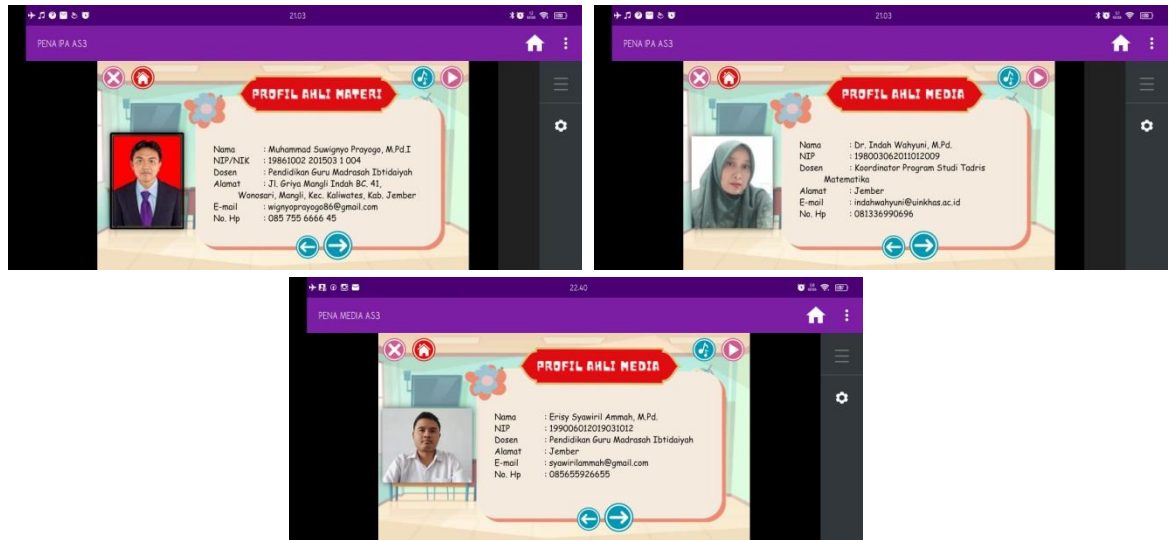 21.03
PENA IPA AS3
PROFIL AHLI MATERI
Nama : Muhammad Suwignyo Prayogo, M.Pd.I
NIP/NIK : 19861002 201503 1 004
Dosen : Pendidikan Guru Madrasah Ibtidaiyah
Alamat : Jl. Griya Mangli Indah BC. 41,
Wonosari, Mangli, Kec. Kaliwates, Kab. Jember
E-mail : wignyoprayogo86@gmail.com
No. Hp : 085 755 6666 45
21.03
PENA IPA AS3
PROFIL AHLI MEDIA
Nama : Dr. Indah Wahyuni, M.Pd.
NIP : 198003062011012009
Dosen : Koordinator Program Studi Tadris
Matematika
Alamat : Jember
E-mail : indahwahyuni@uinkhas.ac.id
No. Hp : 081336990696
22.40
PENA MEDIA AS3
PROFIL AHLI MEDIA
Nama : Erisy Syawiril Ammah, M.Pd.
NIP : 199006012019031012
Dosen : Pendidikan Guru Madrasah Ibtidaiyah
Alamat : Jember
E-mail : syawirilammah@gmail.com
No. Hp : 085655926655